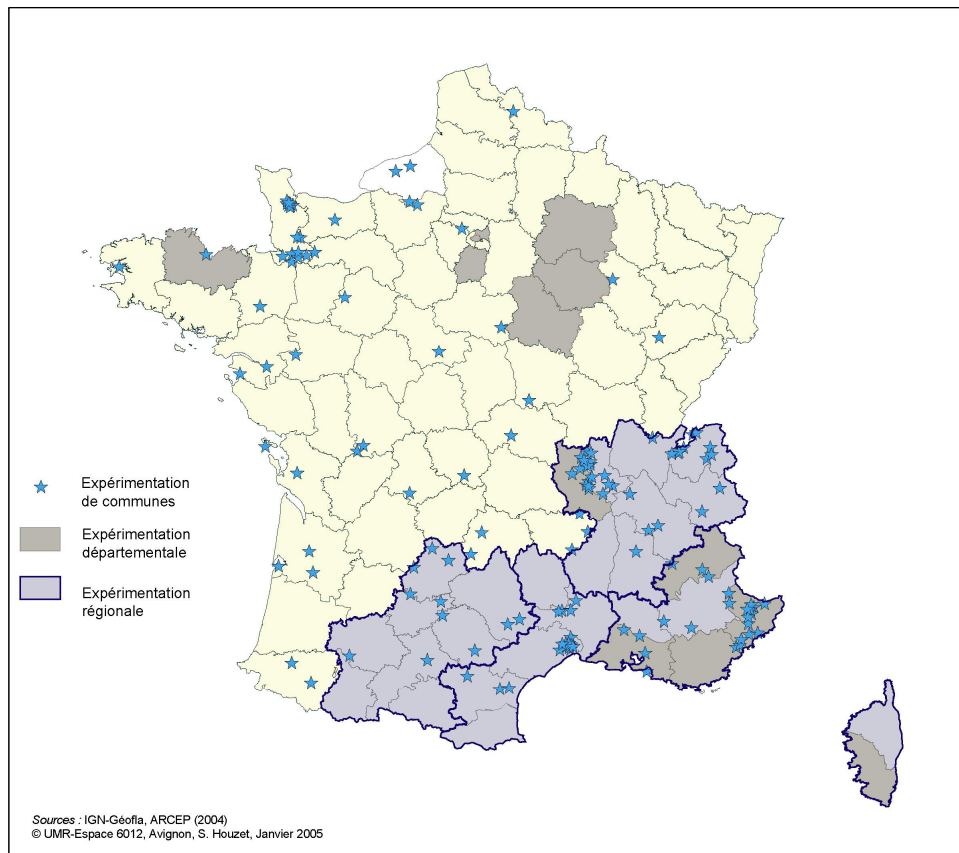 Expérimentation
de communes
Expérimentation
départementale
Expérimentation
régionale
Sources : IGN-Géofla, ARCEP (2004)
© UMR-Espace 6012, Avignon, S. Houzet, Janvier 2005